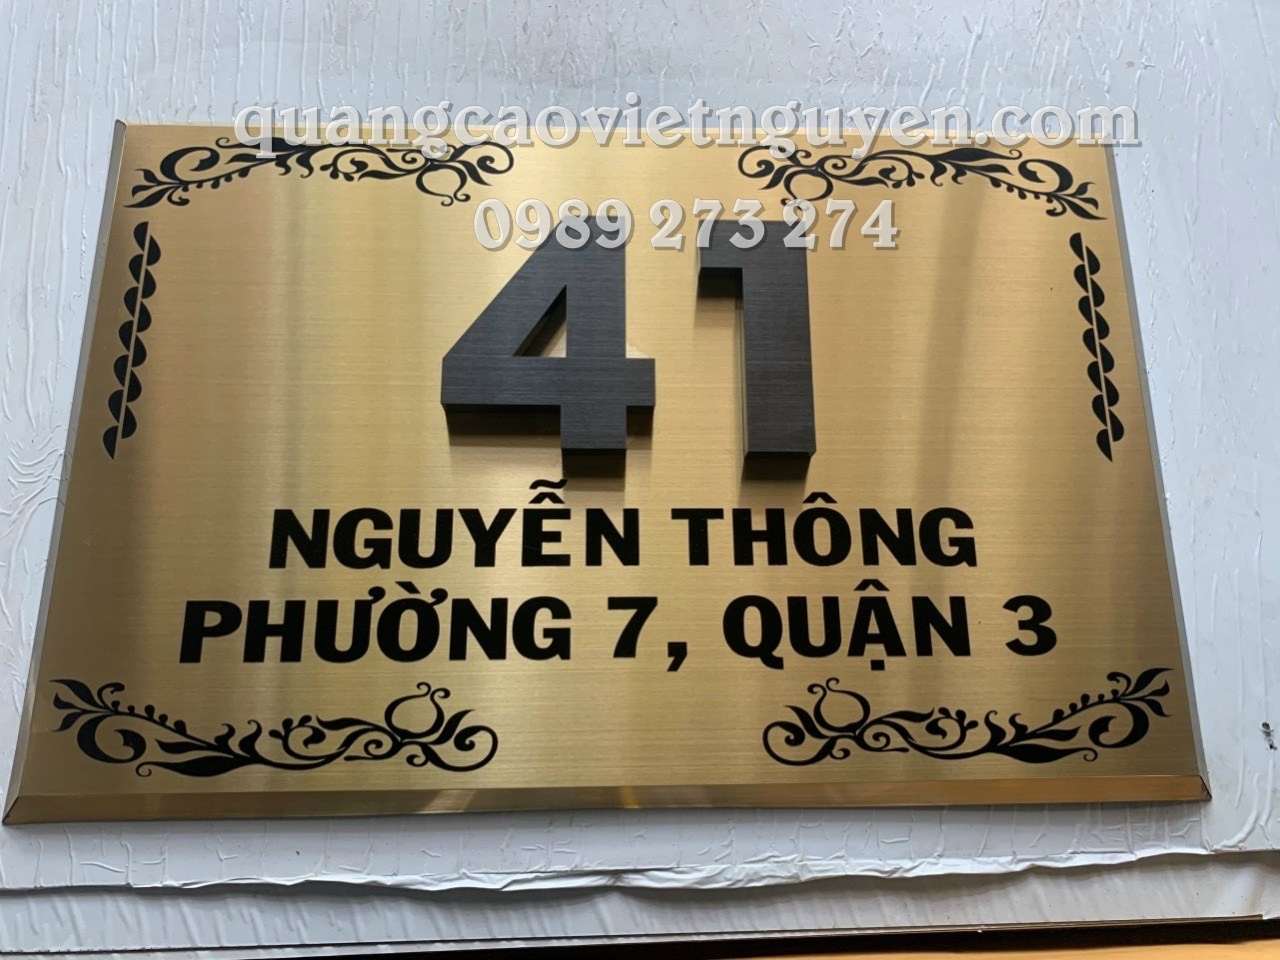 quangcaovietnguyen.com
0989 273 274
41
NGUYỄN THÔNG
PHƯỜNG 7, QUẬN 3